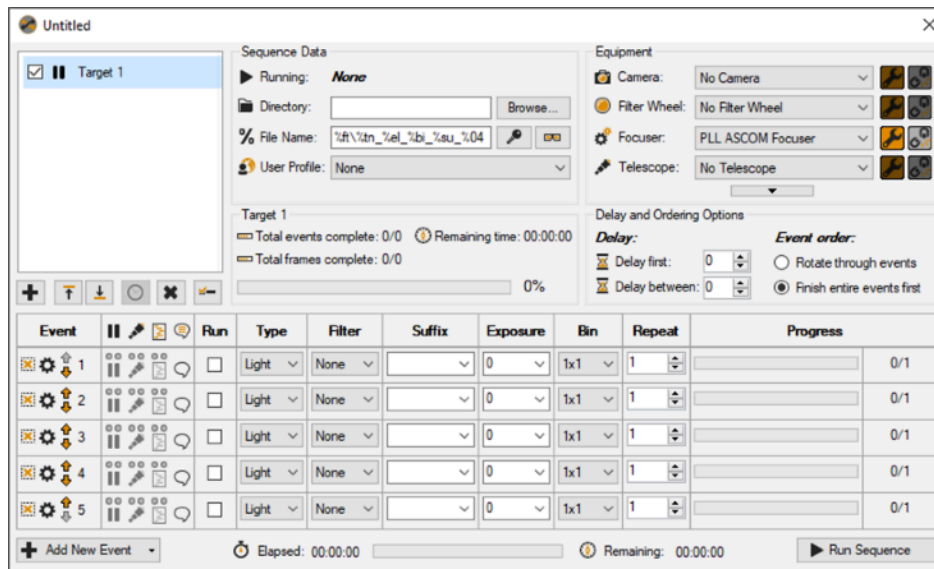 Untitled
Target 1
Sequence Data
Running: None
Directory: Browse...
File Name: %ft\%tn_%el_%bi_%su_%04
User Profile: None
Equipment
Camera: No Camera
Filter Wheel: No Filter Wheel
Focuser: PLL ASCOM Focuser
Telescope: No Telescope
Target 1
Total events complete: 0/0 Remaining time: 00:00:00
Total frames complete: 0/0
0%
Delay and Ordering Options
Delay: Event order:
Delay first: 0 Rotate through events
Delay between: 0 Finish entire events first
Event Run Type Filter Suffix Exposure Bin Repeat Progress
1 Light None 0 1x1 1 0/1
2 Light None 0 1x1 1 0/1
3 Light None 0 1x1 1 0/1
4 Light None 0 1x1 1 0/1
5 Light None 0 1x1 1 0/1
Add New Event Elapsed: 00:00:00 Remaining: 00:00:00 Run Sequence